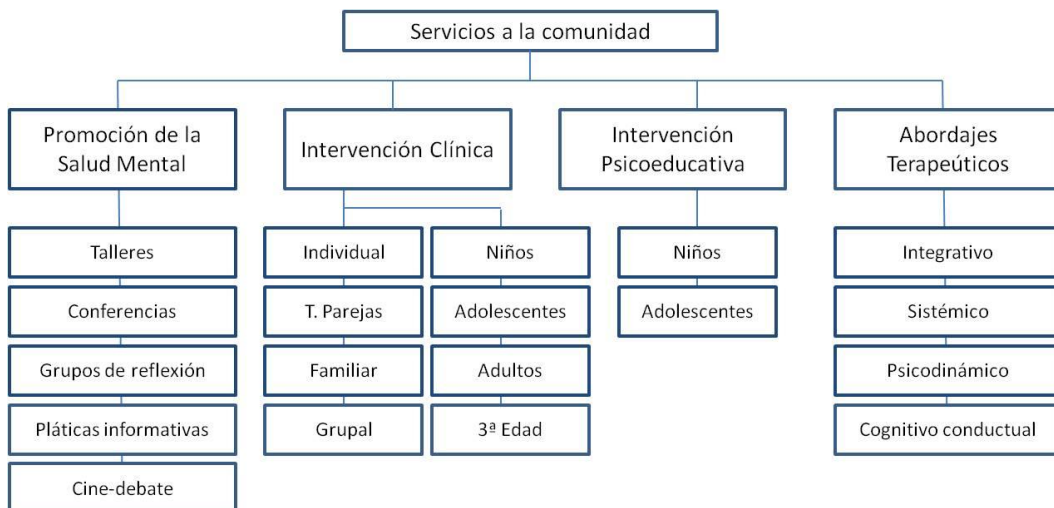 Servicios a la comunidad
Promoción de la
Salud Mental
Intervención Clínica
Intervención
Psicoeducativa
Abordajes
Terapeúticos
Talleres
Conferencias
Grupos de reflexión
Pláticas informativas
Cine-debate
Individual
T. Parejas
Familiar
Grupal
Niños
Adolescentes
Adultos
3ª Edad
Niños
Adolescentes
Integrativo
Sistémico
Psicodinámico
Cognitivo conductual